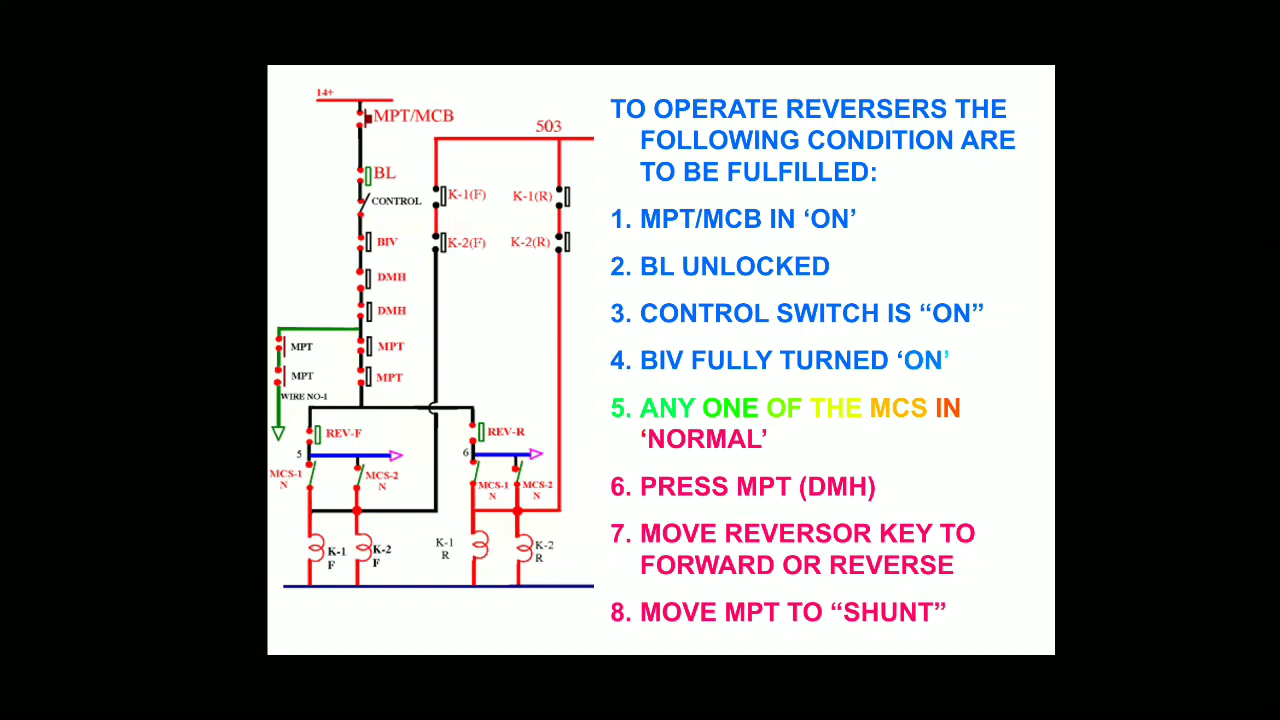 14+
MPT/MCB
503
BL
CONTROL
K-1(F)
K-1(R)
BIV
K-2(F)
K-2(R)
DMH
DMH
MPT
MPT
MPT
MPT
WIRE NO-1
REV-F
REV-R
5
6
MCS-1
N
MCS-2
N
MCS-1
N
MCS-2
N
K-1
F
K-2
F
K-1
R
K-2
R
TO OPERATE REVERSERS THE
FOLLOWING CONDITION ARE
TO BE FULFILLED:
1. MPT/MCB IN ‘ON’
2. BL UNLOCKED
3. CONTROL SWITCH IS “ON”
4. BIV FULLY TURNED ‘ON’
5. ANY ONE OF THE MCS IN
‘NORMAL’
6. PRESS MPT (DMH)
7. MOVE REVERSOR KEY TO
FORWARD OR REVERSE
8. MOVE MPT TO “SHUNT”